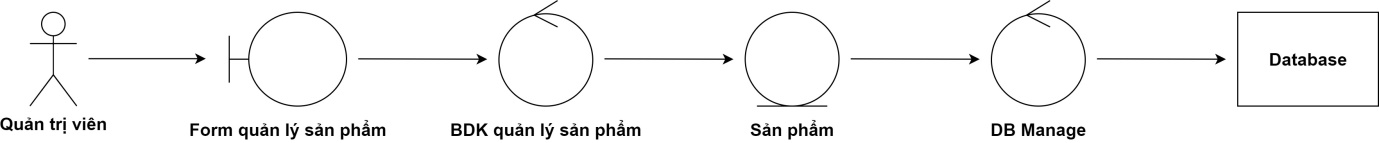 Quản trị viên
Form quản lý sản phẩm
BDK quản lý sản phẩm
Sản phẩm
DB Manage
Database